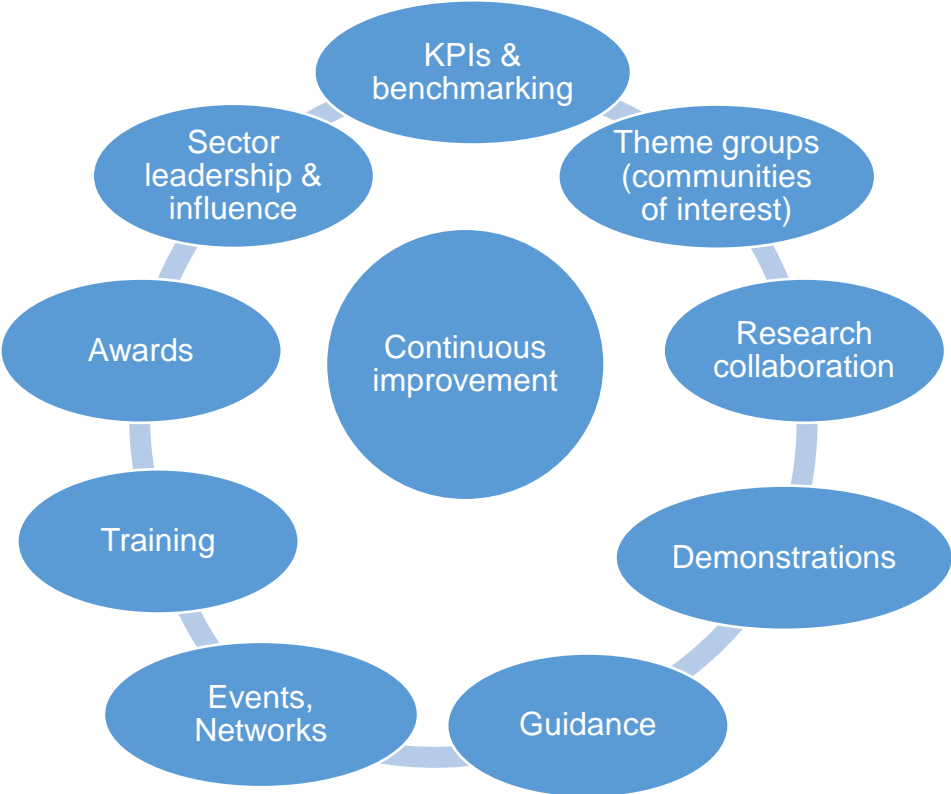 KPIs &
benchmarking
Theme groups
(communities
of interest)
Research
collaboration
Demonstrations
Guidance
Events,
Networks
Training
Awards
Sector
leadership &
influence
Continuous
improvement